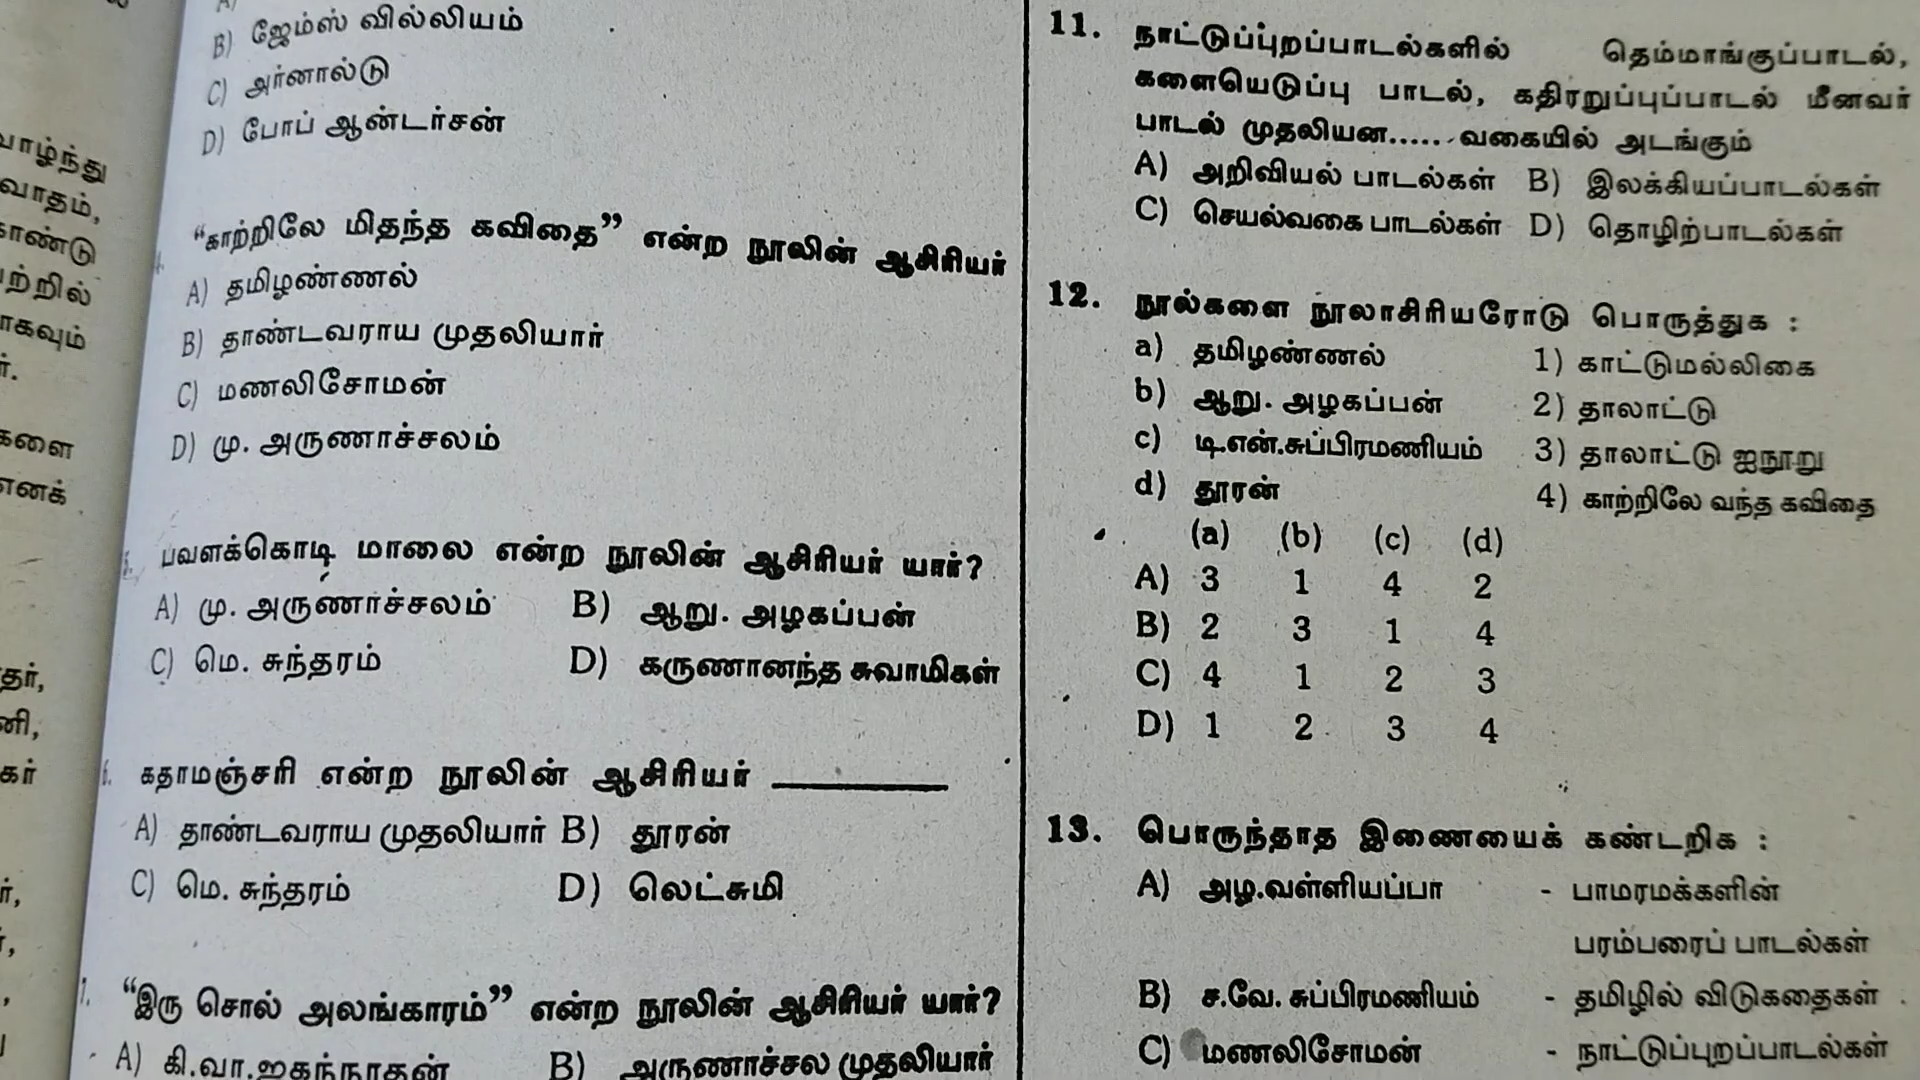 B) ஜேம்ஸ் வில்லியம்
C) அர்னால்டு
D) போப் ஆன்டர்சன்
“காற்றிலே மிதந்த கவிதை” என்ற நூலின் ஆசிரியர்
A) தமிழண்ணல்
B) தாண்டவராய முதலியார்
C) மணலிசோமன்
D) மு. அருணாச்சலம்
பவளக்கொடி மாலை என்ற நூலின் ஆசிரியர் யார்?
A) மு. அருணாச்சலம் B) ஆறு. அழகப்பன்
C) மெ. சுந்தரம் D) கருணானந்த சுவாமிகள்
கதாமஞ்சரி என்ற நூலின் ஆசிரியர் ________
A) தாண்டவராய முதலியார் B) தூரன்
C) மெ. சுந்தரம் D) லெட்சுமி
“இரு சொல் அலங்காரம்” என்ற நூலின் ஆசிரியர் யார்?
A) கி.வா.ஜகந்நாதன் B) அருணாச்சல முதலியார்
11. நாட்டுப்புறப்பாடல்களில் தெம்மாங்குப்பாடல்,
களையெடுப்பு பாடல், கதிரறுப்புப்பாடல் மீனவர்
பாடல் முதலியன...... வகையில் அடங்கும்
A) அறிவியல் பாடல்கள் B) இலக்கியப்பாடல்கள்
C) செயல்வகை பாடல்கள் D) தொழிற்பாடல்கள்
12. நூல்களை நூலாசிரியரோடு பொருத்துக :
a) தமிழண்ணல் 1) காட்டுமல்லிகை
b) ஆறு. அழகப்பன் 2) தாலாட்டு
c) டி.என்.சுப்பிரமணியம் 3) தாலாட்டு ஐநூறு
d) தூரன் 4) காற்றிலே வந்த கவிதை
(a) (b) (c) (d)
A) 3 1 4 2
B) 2 3 1 4
C) 4 1 2 3
D) 1 2 3 4
13. பொருந்தாத இணையைக் கண்டறிக :
A) அழ.வள்ளியப்பா - பாமரமக்களின்
பரம்பரைப் பாடல்கள்
B) ச.வே. சுப்பிரமணியம் - தமிழில் விடுகதைகள்
C) மணலிசோமன் - நாட்டுப்புறப்பாடல்கள்